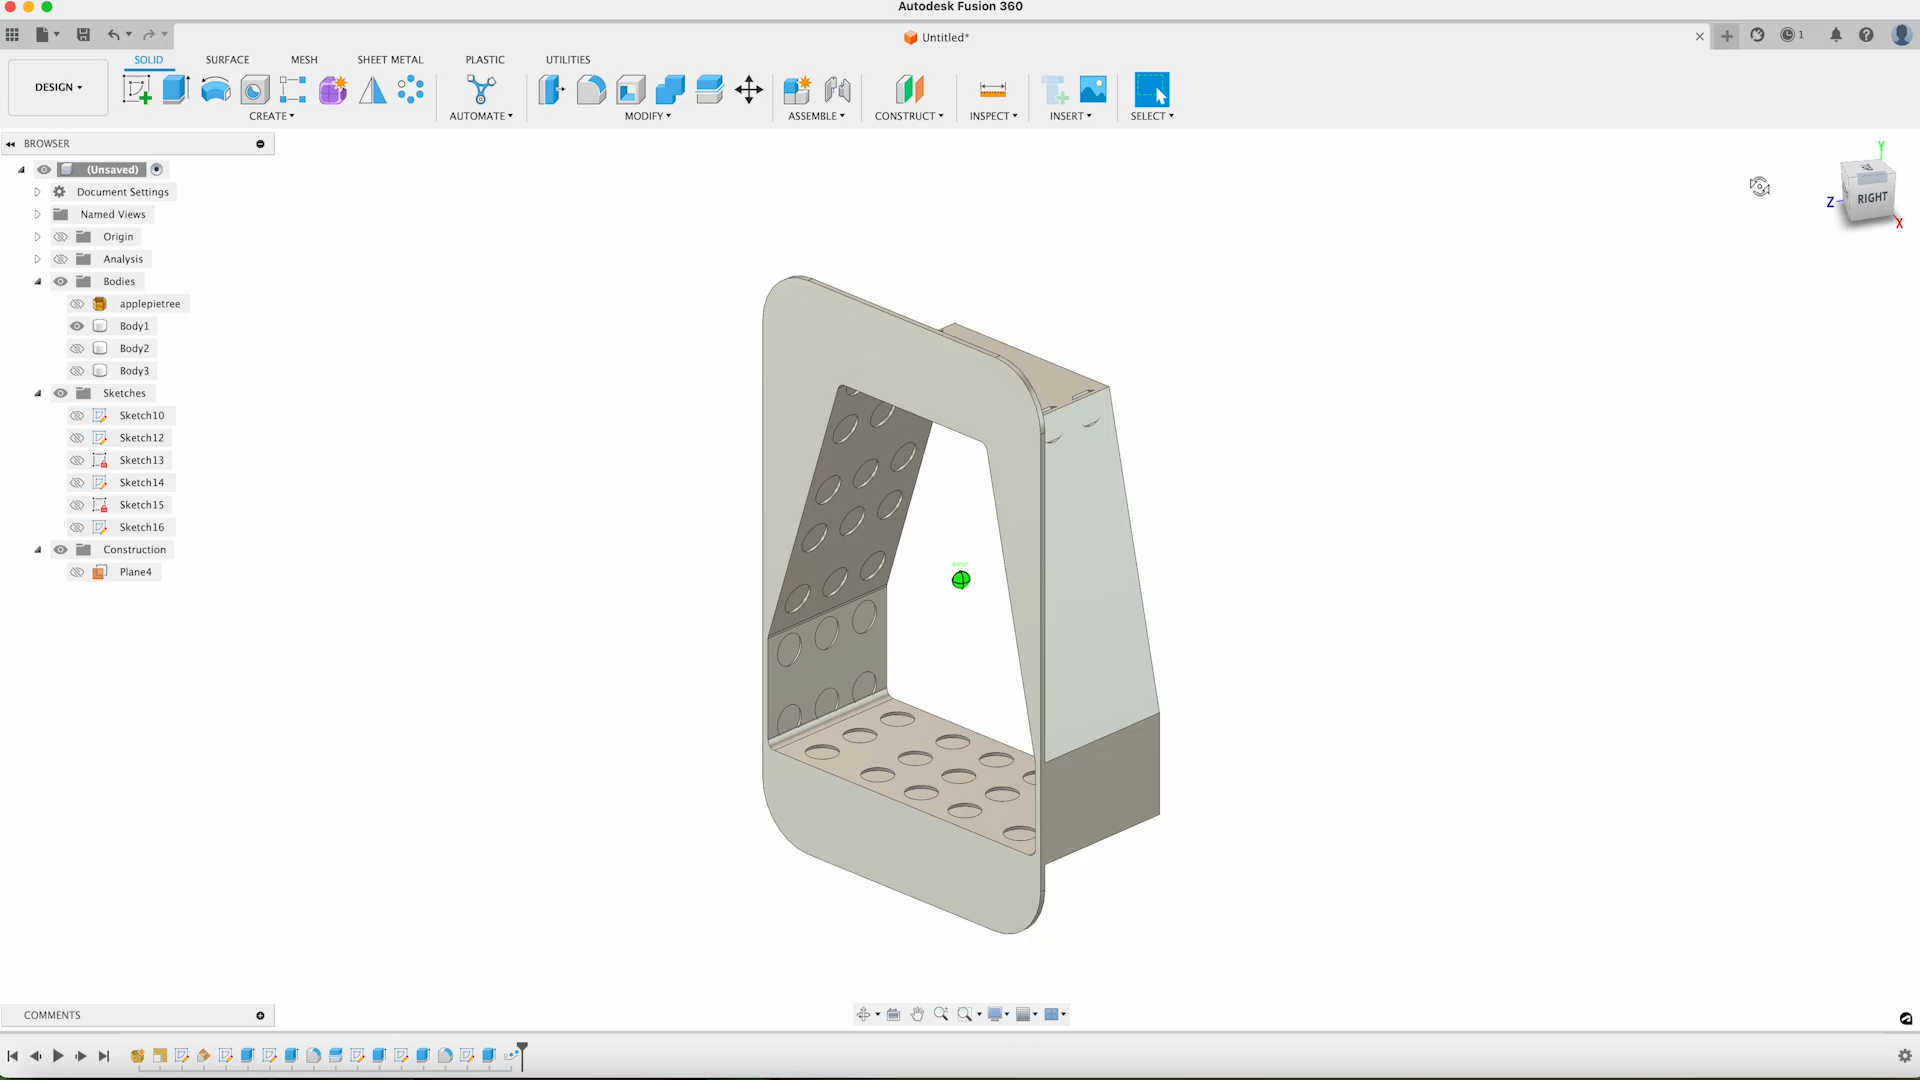 Autodesk Fusion 360
Untitled*
1
SOLID
SURFACE
MESH
SHEET METAL
PLASTIC
UTILITIES
DESIGN
CREATE
AUTOMATE
MODIFY
ASSEMBLE
CONSTRUCT
INSPECT
INSERT
SELECT
BROWSER
(Unsaved)
Document Settings
Named Views
Origin
Analysis
Bodies
applepietree
Body1
Body2
Body3
Sketches
Sketch10
Sketch12
Sketch13
Sketch14
Sketch15
Sketch16
Construction
Plane4
Y
Z
RIGHT
X
COMMENTS